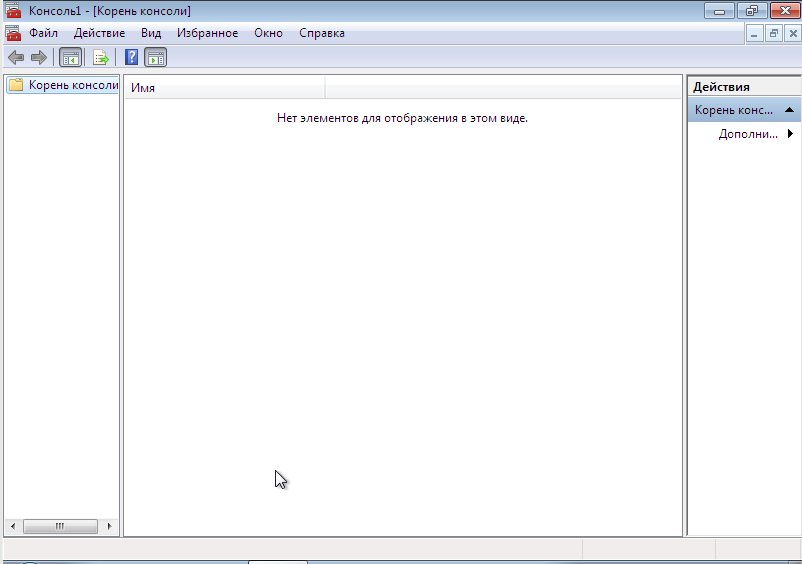 Консоль1 - [Корень консоли]
Файл Действие Вид Избранное Окно Справка
Корень консоли
Имя
Нет элементов для отображения в этом виде.
Действия
Корень конс...
Дополни...